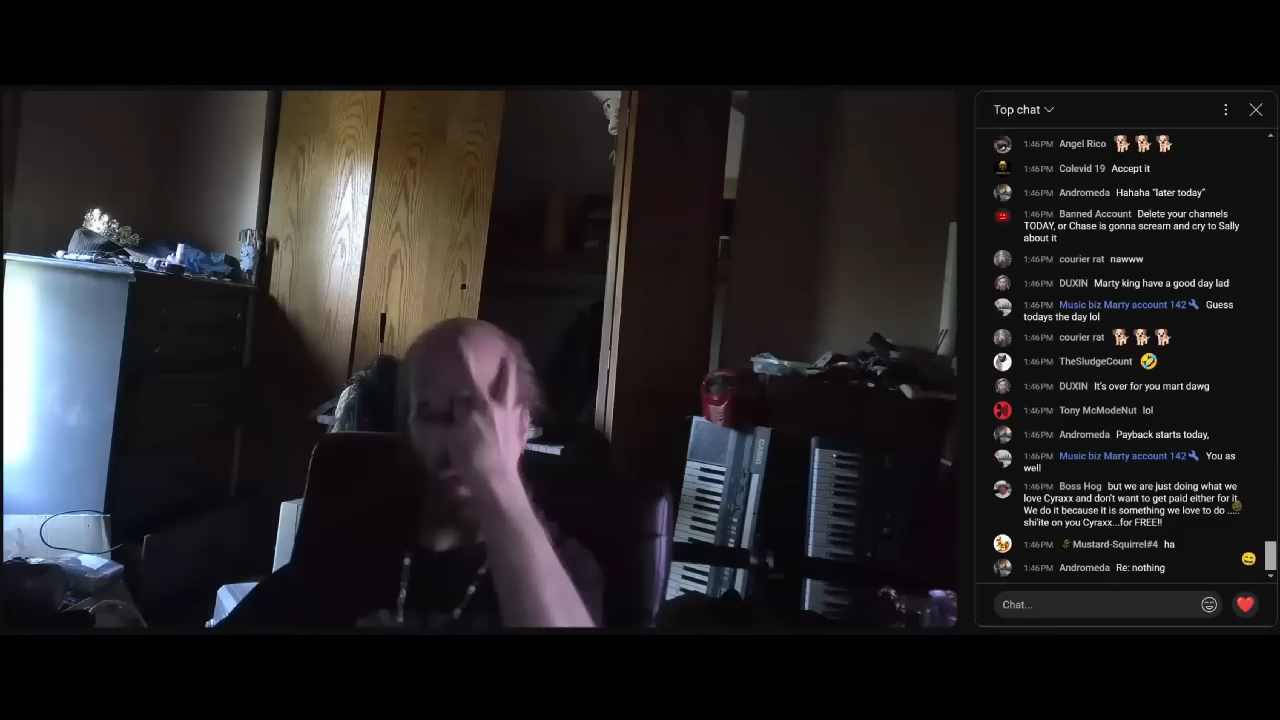 Top chat
1:46PM Angel Rico
1:46PM Colevid 19 Accept it
1:46PM Andromeda Hahaha "later today"
1:46PM Banned Account Delete your channels
TODAY, or Chase is gonna scream and cry to Sally
about it
1:46PM courier rat nawww
1:46PM DUXIN Marty king have a good day lad
1:46PM Music biz Marty account 142 Guess
todays the day lol
1:46PM courier rat
1:46PM TheSludgeCount
1:46PM DUXIN It's over for you mart dawg
1:46PM Tony McModeNut lol
1:46PM Andromeda Payback starts today,
1:46PM Music biz Marty account 142 You as
well
1:46PM Boss Hog but we are just doing what we
love Cyraxx and don't want to get paid either for it.
We do it because it is something we love to do .....
shi'ite on you Cyraxx...for FREE!!
1:46PM Mustard-Squirrel#4 ha
1:46PM Andromeda Re: nothing
Chat...
CASIO